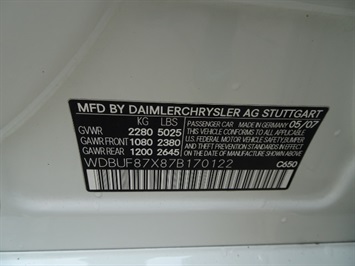 MFD BY DAIMLERCHRYSLER AG STUTTGART
KG LBS
GVWR 2280 5025
GAWR FRONT 1080 2380
GAWR REAR 1200 2645
PASSENGER CAR MADE IN GERMANY 05/07
THIS VEHICLE CONFORMS TO ALL APPLICABLE
U.S. FEDERAL MOTOR VEHICLE SAFETY BUMPER
AND THEFT PREVENTION STANDARDS IN EFFECT
ON THE DATE OF MANUFACTURE SHOWN ABOVE
WDBUF87X87B170122
C650